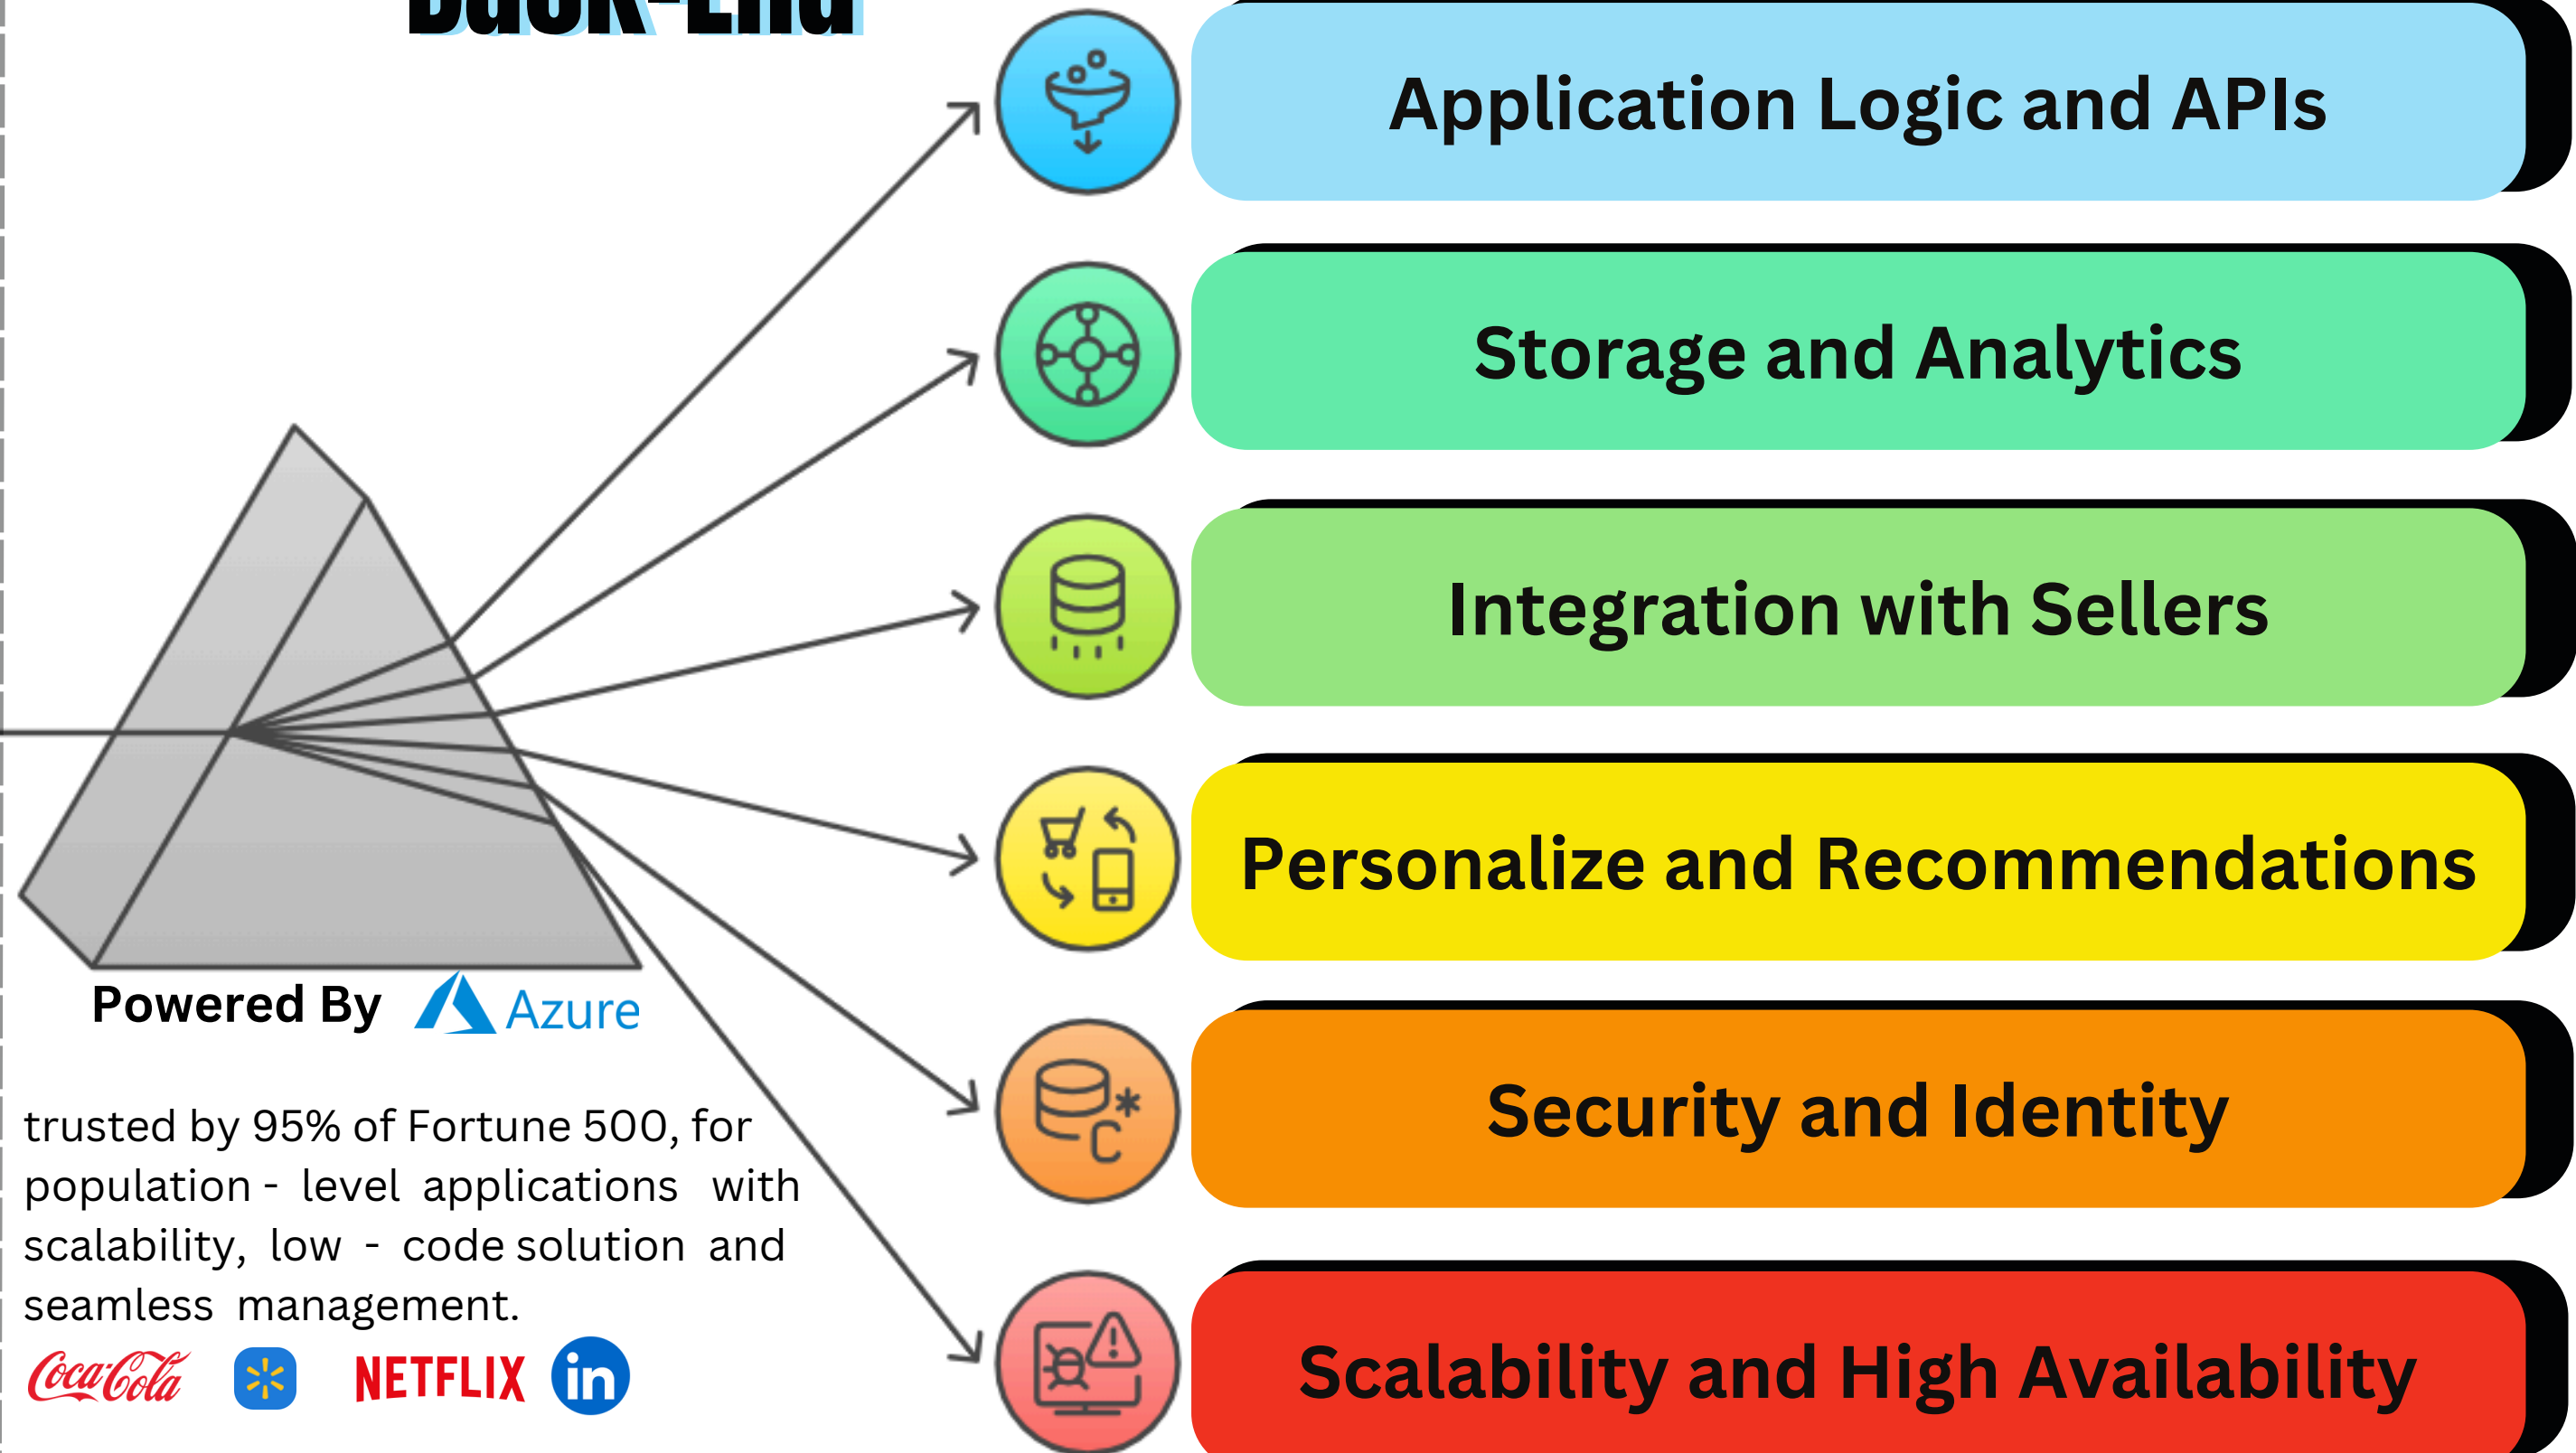 Back-End
Application Logic and APIs
Storage and Analytics
Integration with Sellers
Personalize and Recommendations
Security and Identity
Scalability and High Availability
Powered By Azure
trusted by 95% of Fortune 500, for
population - level applications with
scalability, low - code solution and
seamless management.
Coca-Cola NETFLIX in